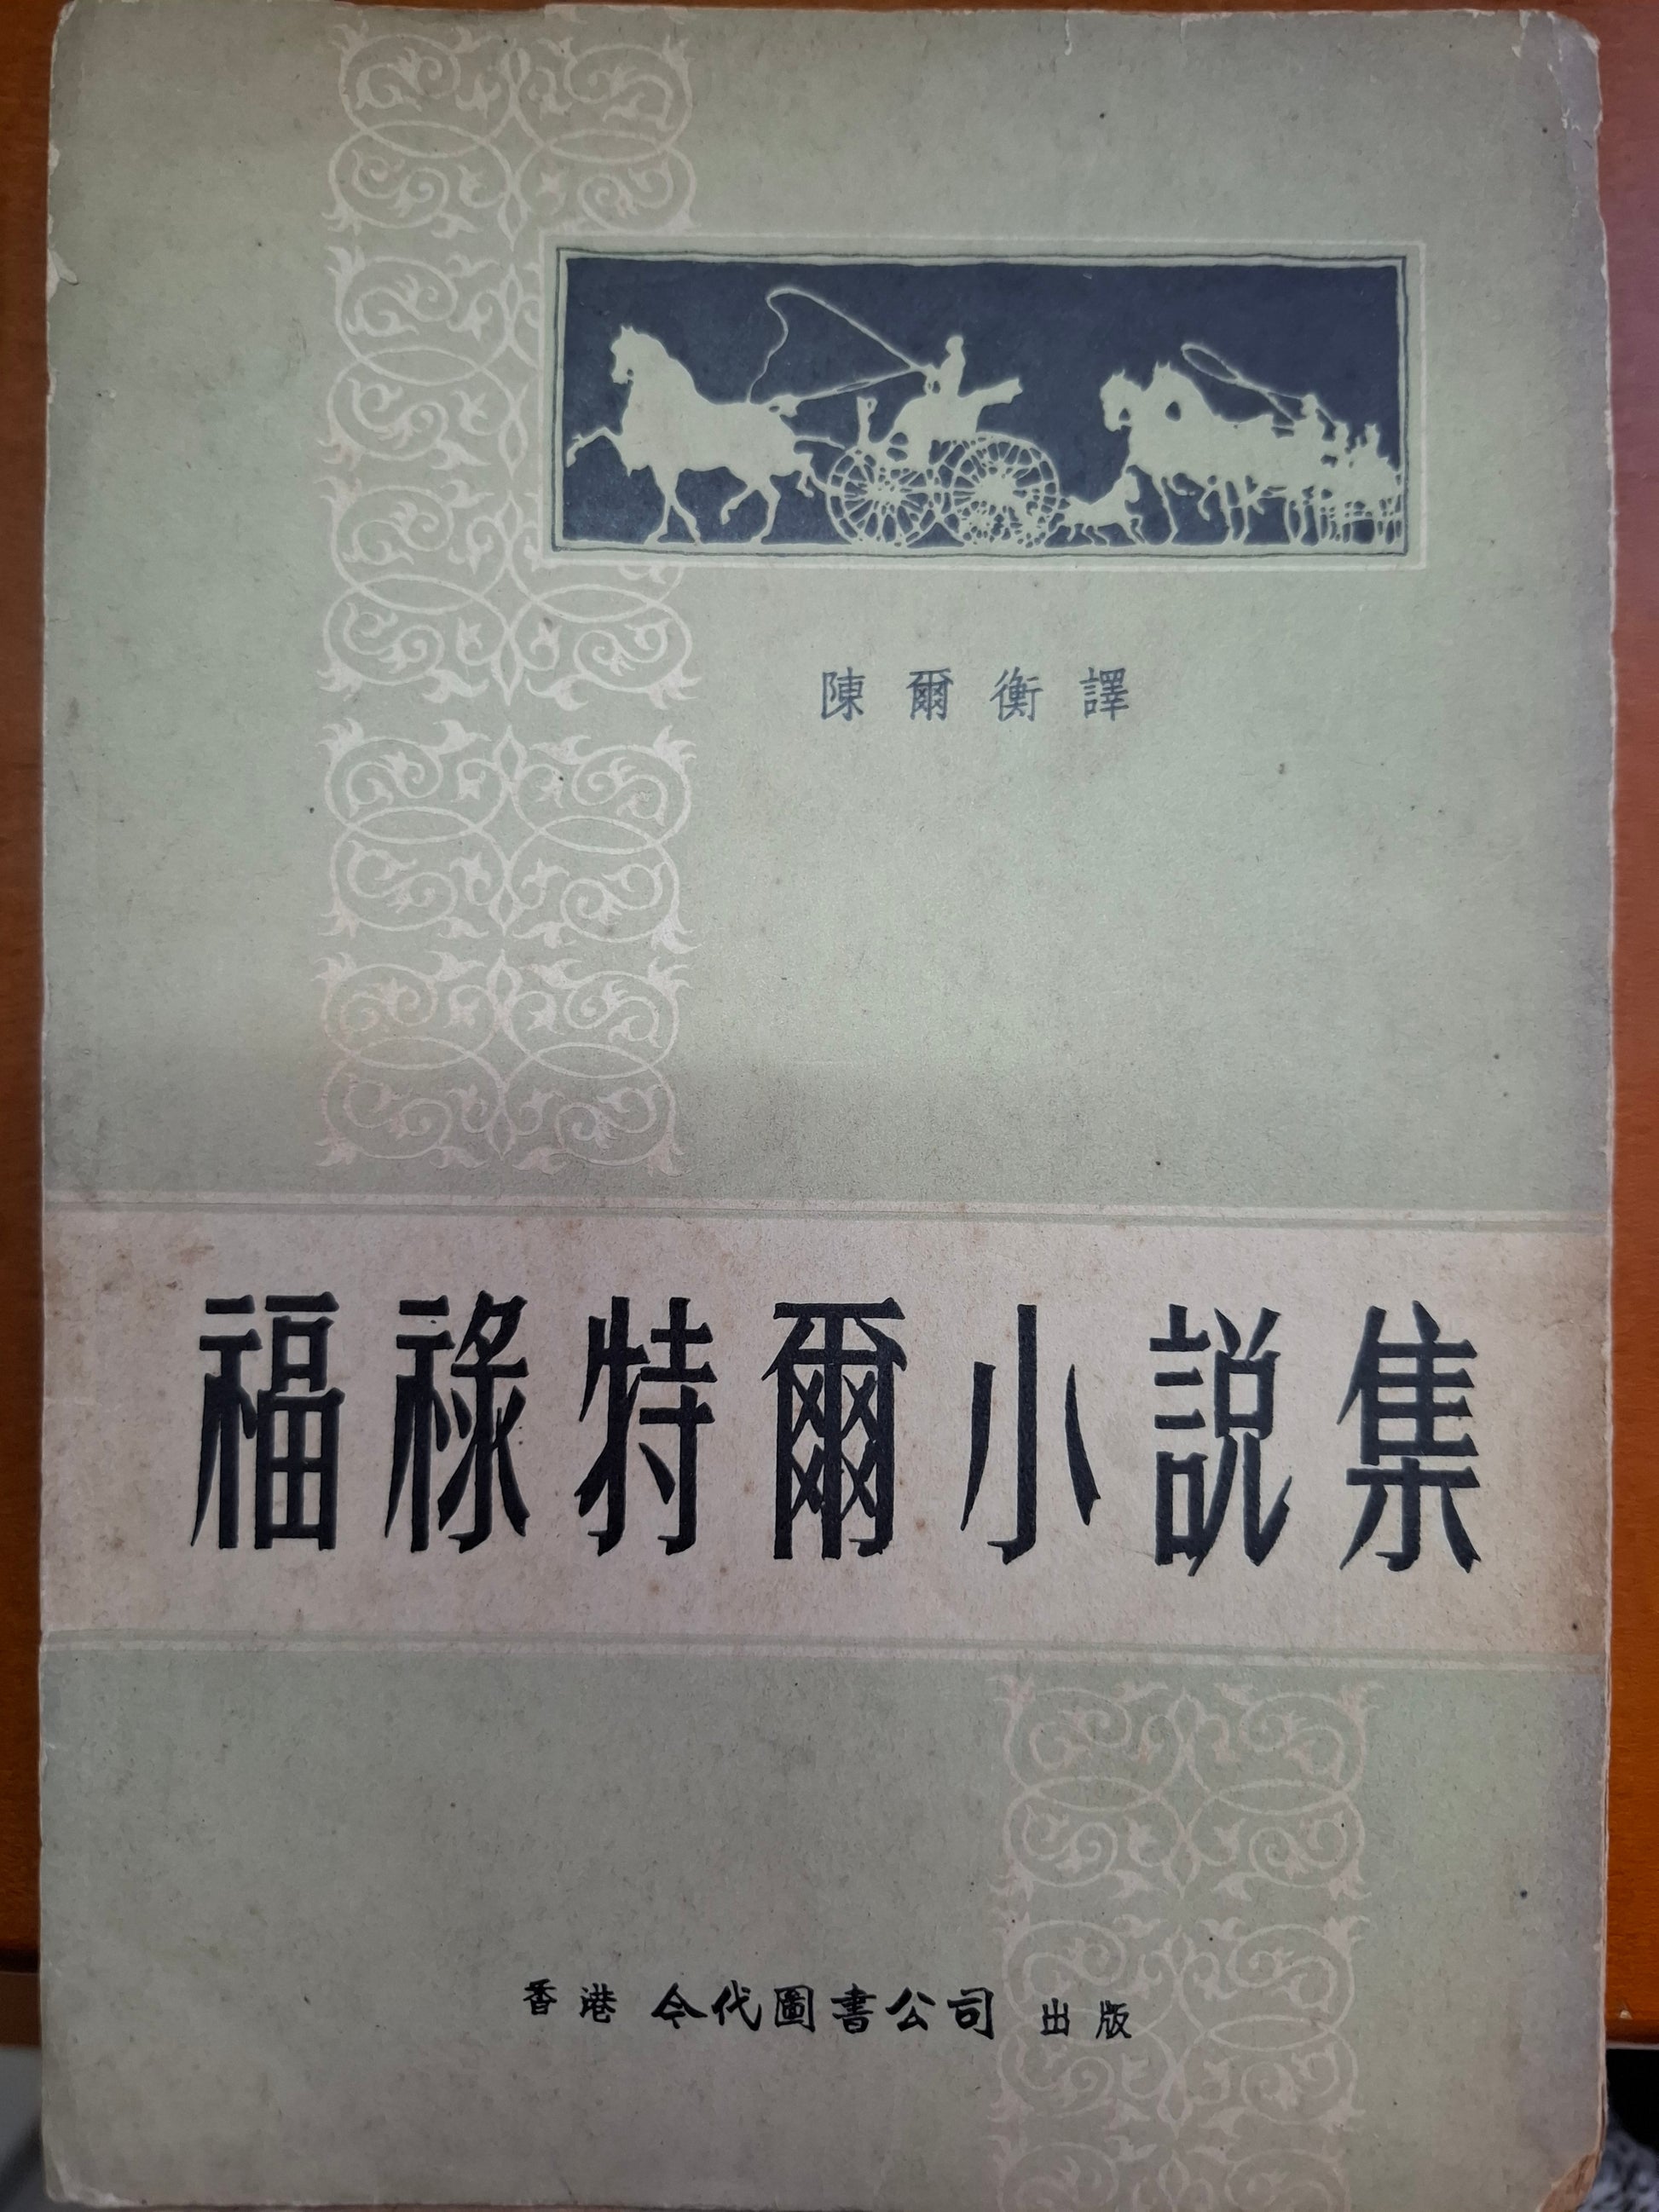 陳爾衡譯
福祿特爾小説集
香港 今代圖書公司 出版